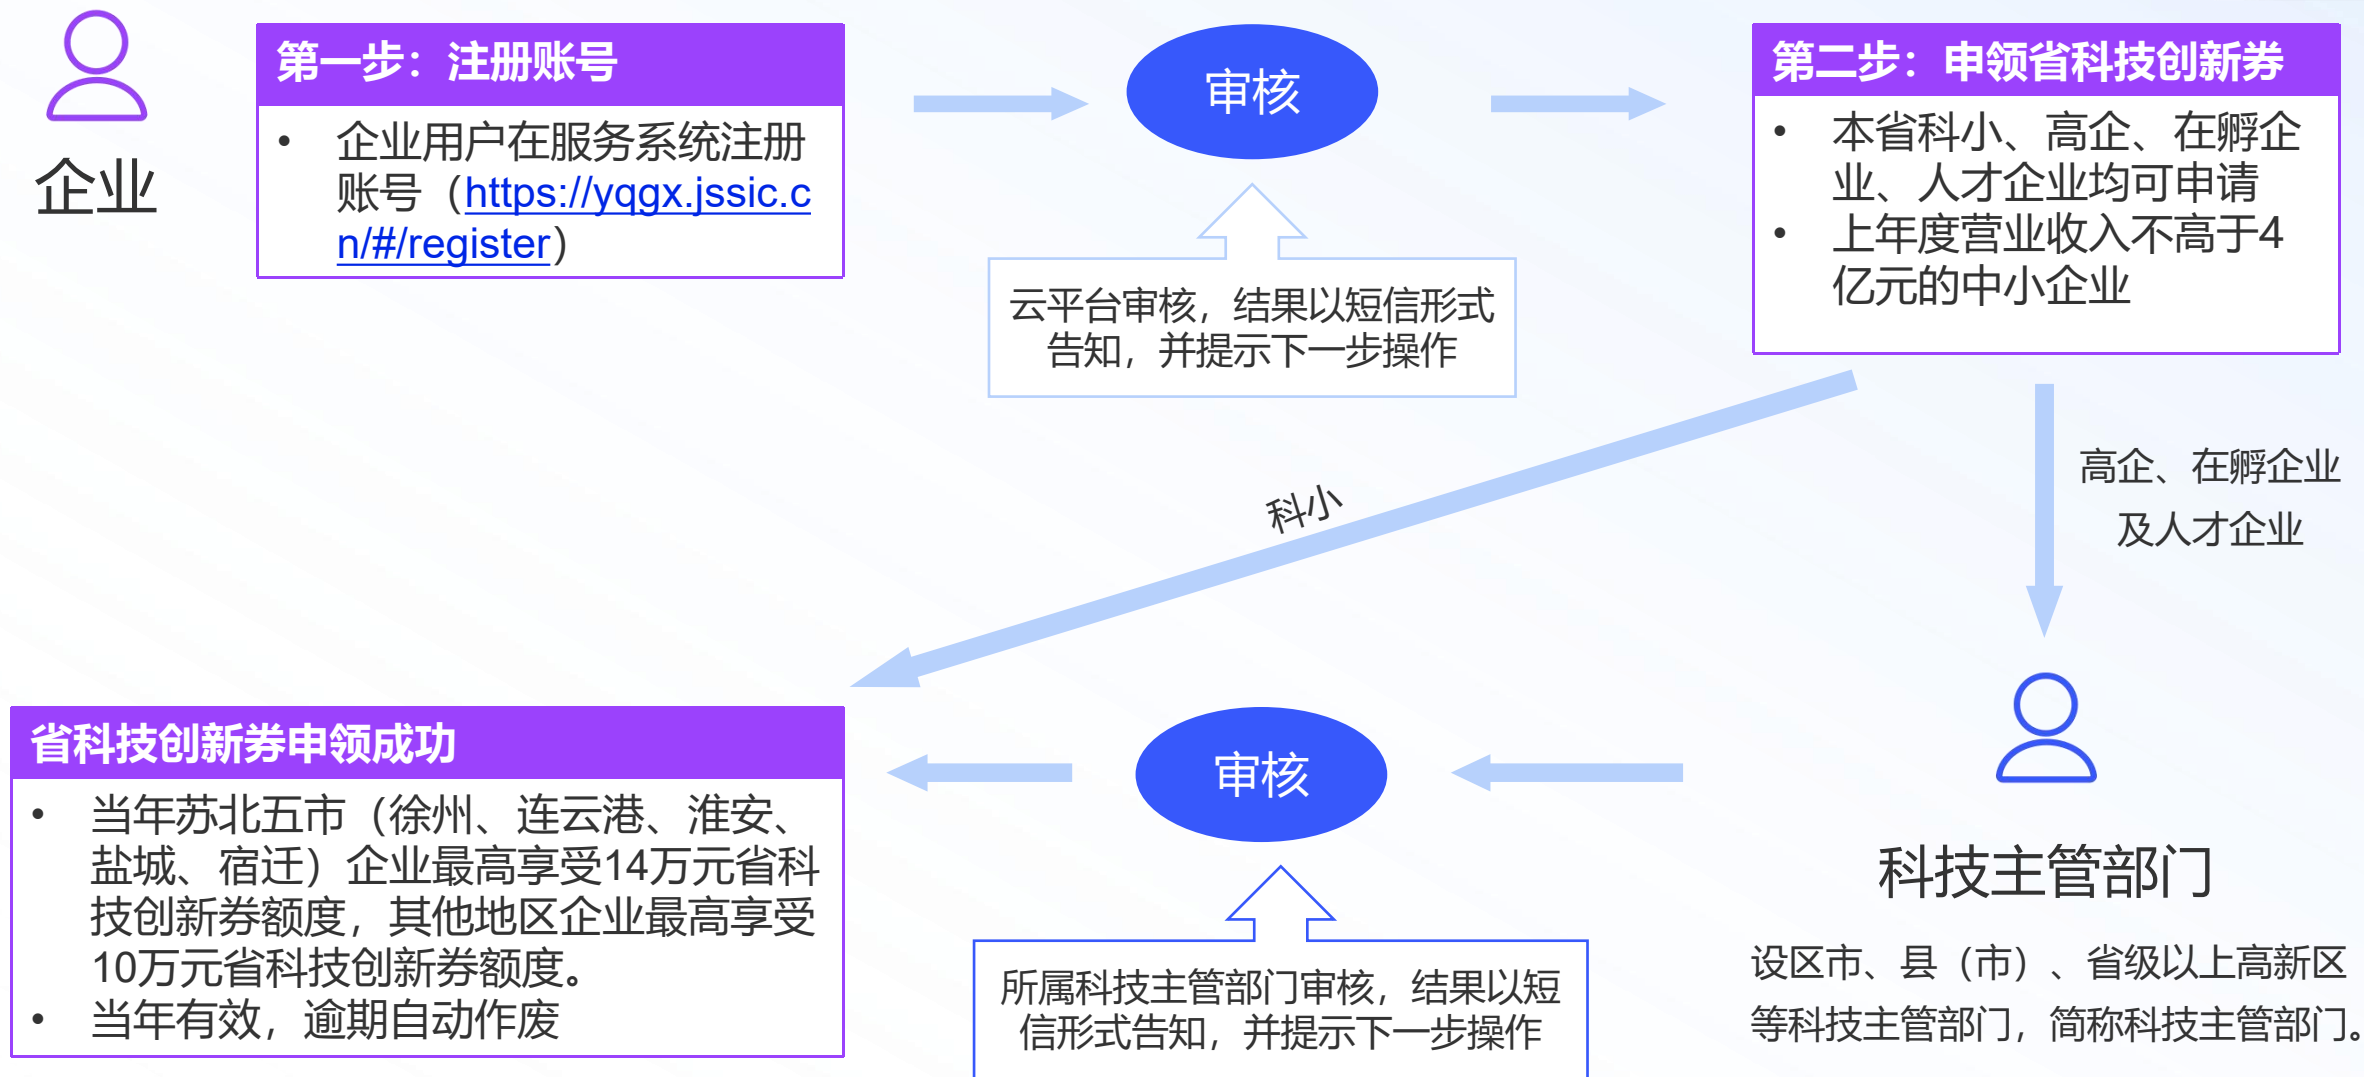 企业
第一步：注册账号
• 企业用户在服务系统注册
账号（https://yqgx.jssic.c
n/#/register）
审核
云平台审核，结果以短信形式
告知，并提示下一步操作
第二步：申领省科技创新券
• 本省科小、高企、在孵企
业、人才企业均可申请
• 上年度营业收入不高于4
亿元的中小企业
科小
高企、在孵企业
及人才企业
科技主管部门
设区市、县（市）、省级以上高新区
等科技主管部门，简称科技主管部门。
审核
所属科技主管部门审核，结果以短
信形式告知，并提示下一步操作
省科技创新券申领成功
• 当年苏北五市（徐州、连云港、淮安、
盐城、宿迁）企业最高享受14万元省科
技创新券额度，其他地区企业最高享受
10万元省科技创新券额度。
• 当年有效，逾期自动作废